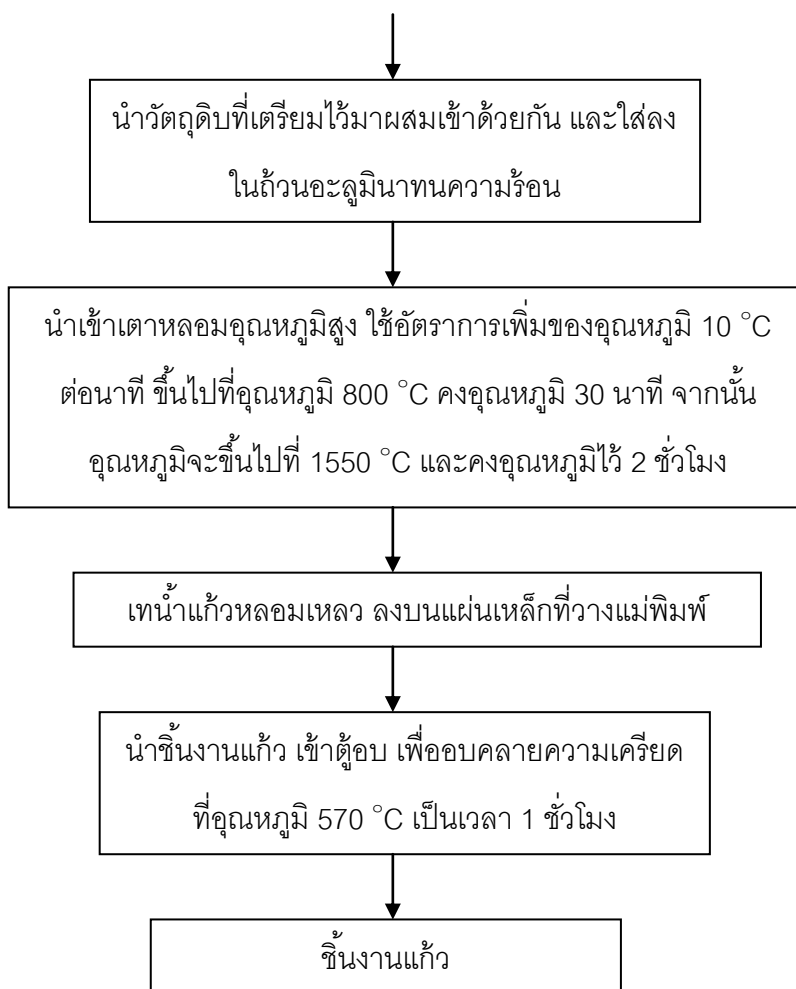 นำวัตถุดิบที่เตรียมไว้มาผสมเข้าด้วยกัน และใส่ลง
ในถ้วนอะลูมินาทนความร้อน
นำเข้าเตาหลอมอุณหภูมิสูง ใช้อัตราการเพิ่มของอุณหภูมิ 10 °C
ต่อนาที ขึ้นไปที่อุณหภูมิ 800 °C คงอุณหภูมิ 30 นาที จากนั้น
อุณหภูมิจะขึ้นไปที่ 1550 °C และคงอุณหภูมิไว้ 2 ชั่วโมง
เทน้ำแก้วหลอมเหลว ลงบนแผ่นเหล็กที่วางแม่พิมพ์
นำชิ้นงานแก้ว เข้าตู้อบ เพื่ออบคลายความเครียด
ที่อุณหภูมิ 570 °C เป็นเวลา 1 ชั่วโมง
ชิ้นงานแก้ว